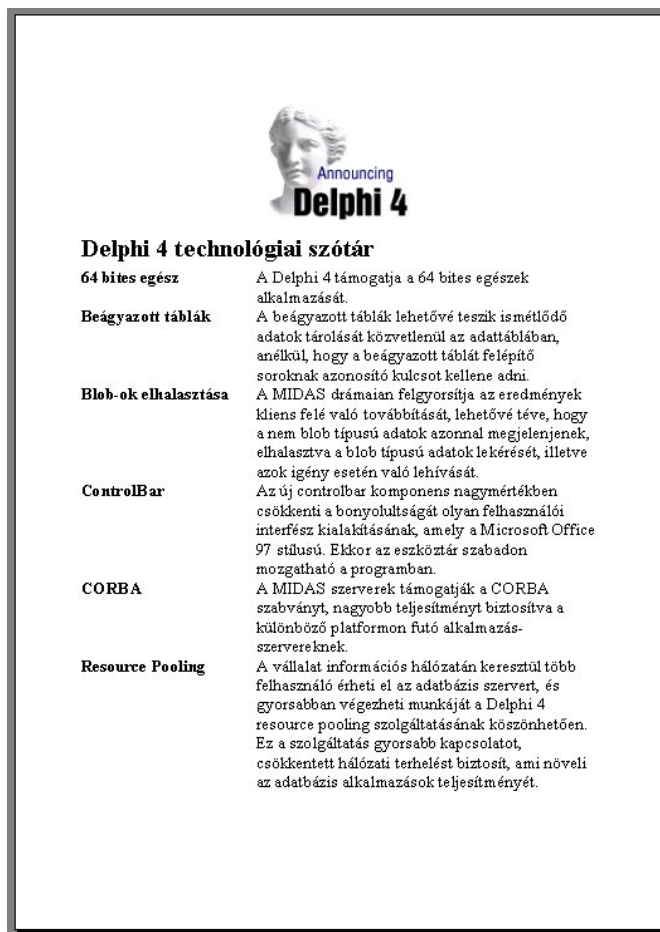 Announcing
Delphi 4
Delphi 4 technológiai szótár
64 bites egész
A Delphi 4 támogatja a 64 bites egészek
alkalmazását.
Beágyazott táblák
A beágyazott táblák lehetővé teszik ismétlődő
adatok tárolását közvetlenül az adattáblában,
anélkül, hogy a beágyazott táblát felépítő
soroknak azonosító kulcsot kellene adni.
Blob-ok elhalasztása
A MIDAS drámaian felgyorsítja az eredmények
kliens felé való továbbítását, lehetővé téve, hogy
a nem blob típusú adatok azonnal megjelenjenek,
elhalasztva a blob típusú adatok lekérését, illetve
azok igény esetén való lehívását.
ControlBar
Az új controlbar komponens nagymértékben
csökkenti a bonyolultságát olyan felhasználói
interfész kialakításának, amely a Microsoft Office
97 stílusú. Ekkor az eszköztár szabadon
mozgatható a programban.
CORBA
A MIDAS szerverek támogatják a CORBA
szabványt, nagyobb teljesítményt biztosítva a
különböző platformon futó alkalmazás-
szervereknek.
Resource Pooling
A vállalat információs hálózatán keresztül több
felhasználó érheti el az adatbázis szervert, és
gyorsabban végezheti munkáját a Delphi 4
resource pooling szolgáltatásának köszönhetően.
Ez a szolgáltatás gyorsabb kapcsolatot,
csökkentett hálózati terhelést biztosít, ami növeli
az adatbázis alkalmazások teljesítményét.